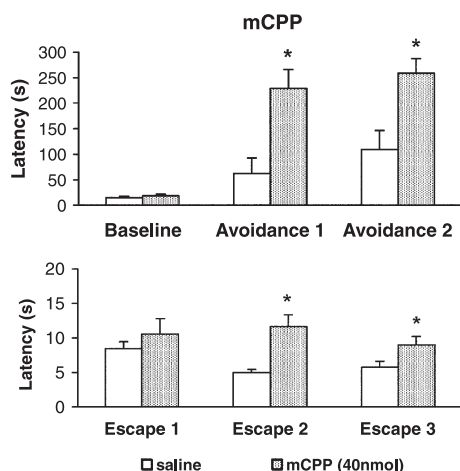 mCPP
Latency (s)
300
250
200
150
100
50
0
* *
Baseline Avoidance 1 Avoidance 2
Latency (s)
20
15
10
5
0
* *
Escape 1 Escape 2 Escape 3
saline mCPP (40nmol)